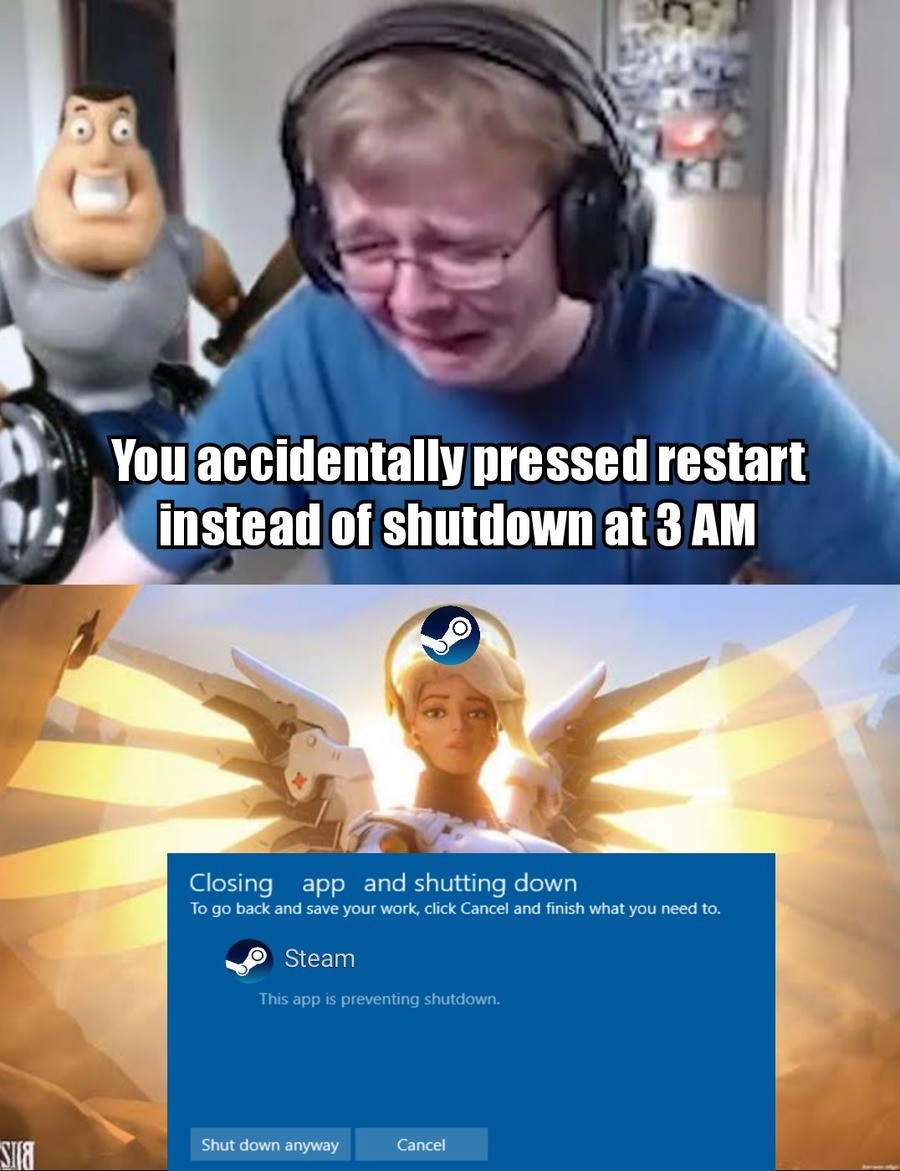 You accidentally pressed restart
instead of shutdown at 3 AM
Closing app and shutting down
To go back and save your work, click Cancel and finish what you need to.
Steam
This app is preventing shutdown.
Shut down anyway Cancel